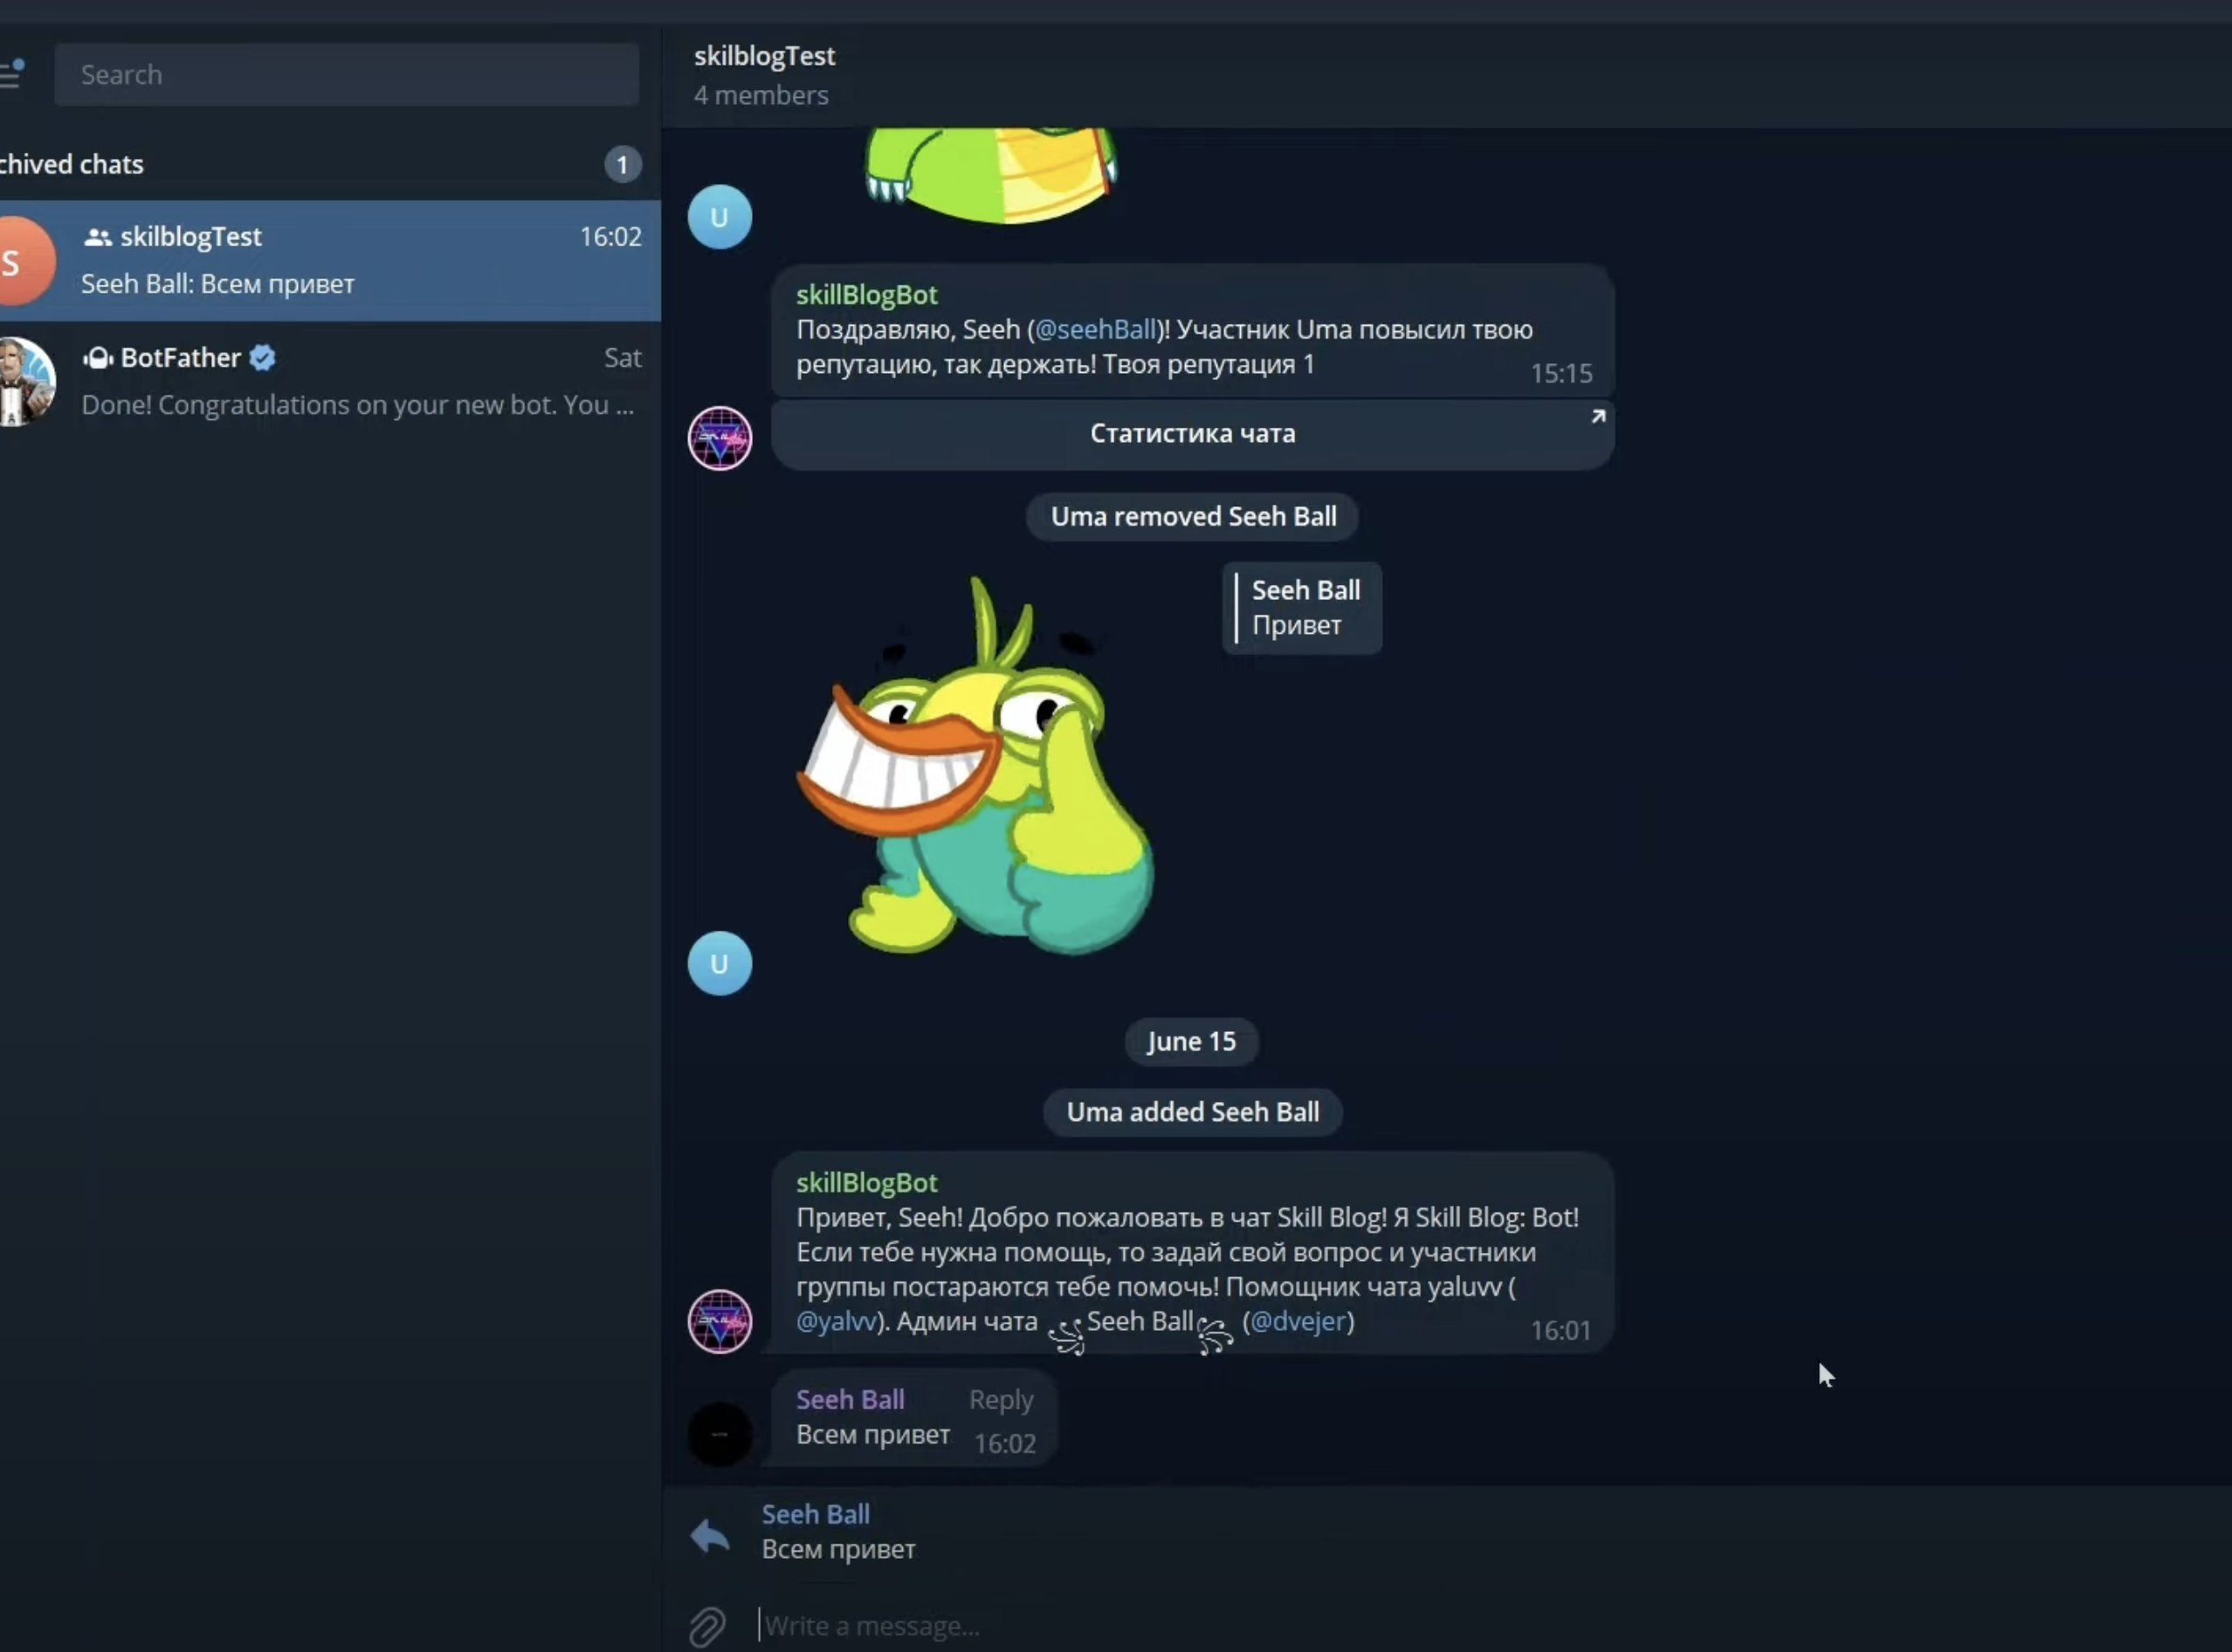 Search
chived chats
1
S
skilblogTest
16:02
Seeh Ball: Всем привет
BotFather
Sat
Done! Congratulations on your new bot. You ...
skilblogTest
4 members
U
skillBlogBot
Поздравляю, Seeh (@seehBall)! Участник Uma повысил твою
репутацию, так держать! Твоя репутация 1
15:15
Статистика чата
Uma removed Seeh Ball
Seeh Ball
Привет
U
June 15
Uma added Seeh Ball
skillBlogBot
Привет, Seeh! Добро пожаловать в чат Skill Blog! Я Skill Blog: Bot!
Если тебе нужна помощь, то задай свой вопрос и участники
группы постараются тебе помочь! Помощник чата yaluvv (
@yalvv). Админ чата ꧁Seeh Ball꧂ (@dvejer)
16:01
Seeh Ball Reply
Всем привет 16:02
Seeh Ball
Всем привет
Write a message...